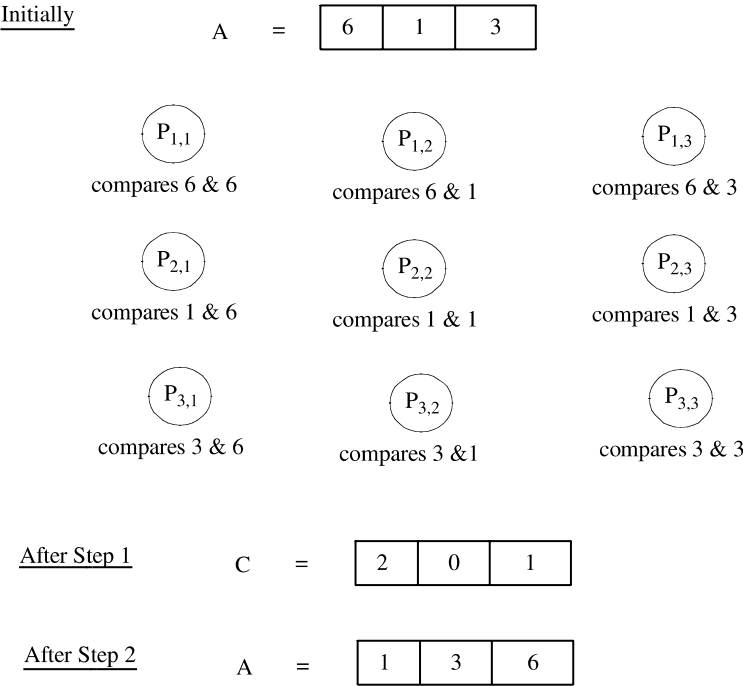 Initially A = 6 1 3
P1,1 P1,2 P1,3
compares 6 & 6 compares 6 & 1 compares 6 & 3
P2,1 P2,2 P2,3
compares 1 & 6 compares 1 & 1 compares 1 & 3
P3,1 P3,2 P3,3
compares 3 & 6 compares 3 &1 compares 3 & 3
After Step 1 C = 2 0 1
After Step 2 A = 1 3 6